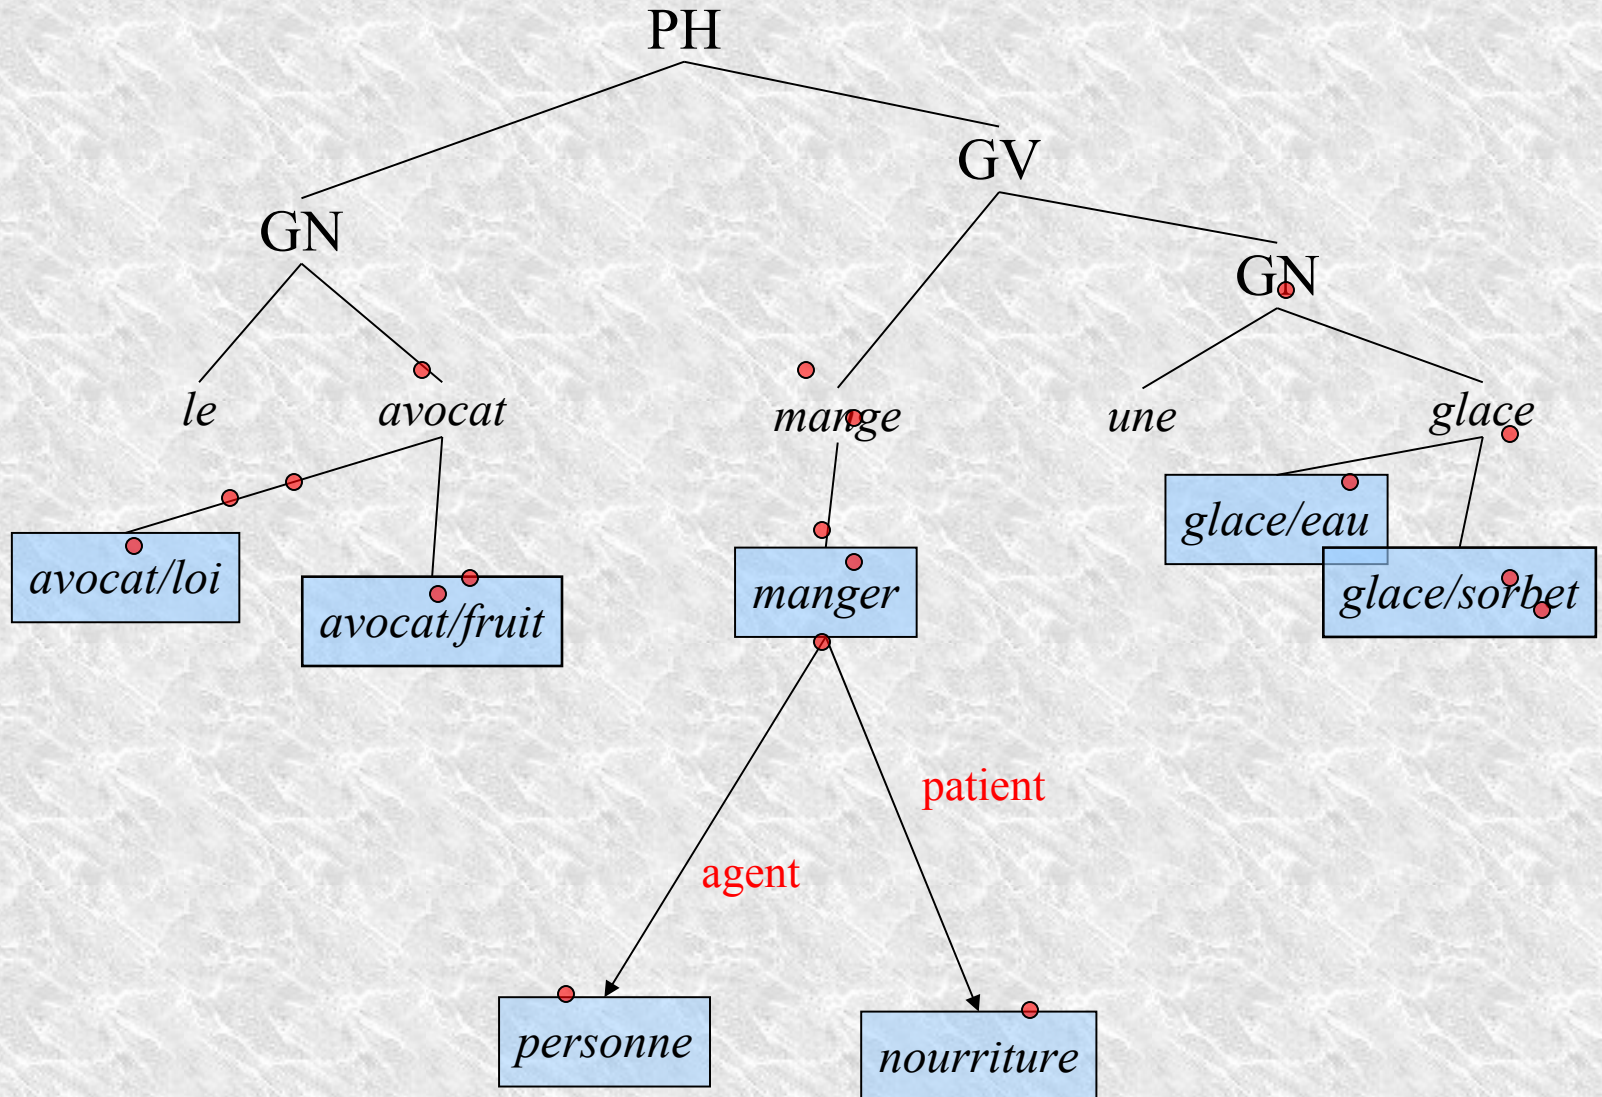 PH
GV
GN
GN
le
avocat
mange
une
glace
glace/eau
avocat/loi
avocat/fruit
manger
glace/sorbet
patient
agent
personne
nourriture